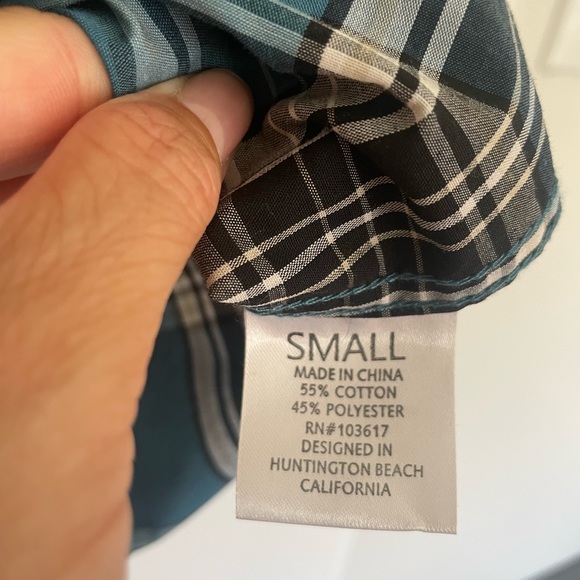 SMALL
MADE IN CHINA
55% COTTON
45% POLYESTER
RN#103617
DESIGNED IN
HUNTINGTON BEACH
CALIFORNIA